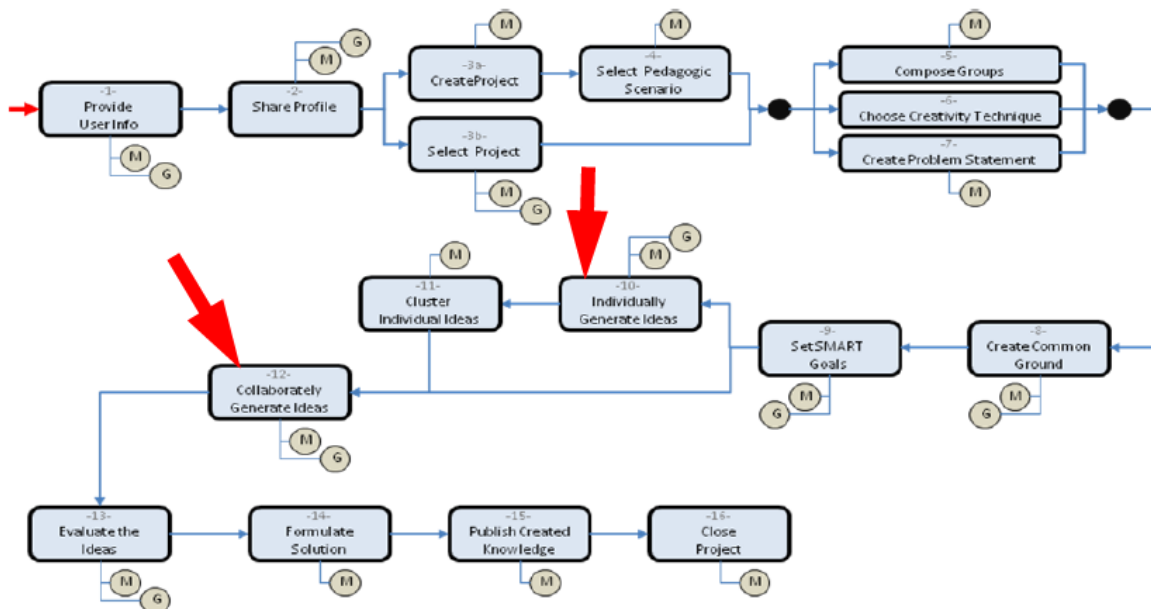 M
G
M
-1-
Provide
User Info
M
G
-2-
Share Profile
M
-3a-
CreateProject
M
-4-
Select Pedagogic
Scenario
-3b-
Select Project
M
G
M
-5-
Compose Groups
-6-
Choose Creativity Technique
-7-
Create Problem Statement
M
-8-
Create Common
Ground
M
G
-9-
Set SMART
Goals
M
G
G
M
-10-
Individually
Generate Ideas
M
-11-
Cluster
Individual Ideas
-12-
Collaborately
Generate Ideas
M
G
-13-
Evaluate the
Ideas
M
G
-14-
Formulate
Solution
M
-15-
Publish Created
Knowledge
M
-16-
Close
Project
M